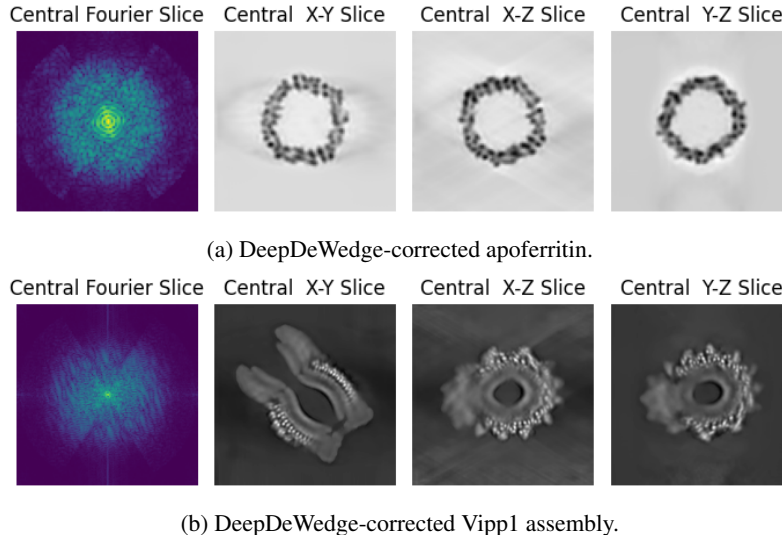 Central Fourier Slice Central X-Y Slice Central X-Z Slice Central Y-Z Slice
(a) DeepDeWedge-corrected apoferritin.
Central Fourier Slice Central X-Y Slice Central X-Z Slice Central Y-Z Slice
(b) DeepDeWedge-corrected Vipp1 assembly.